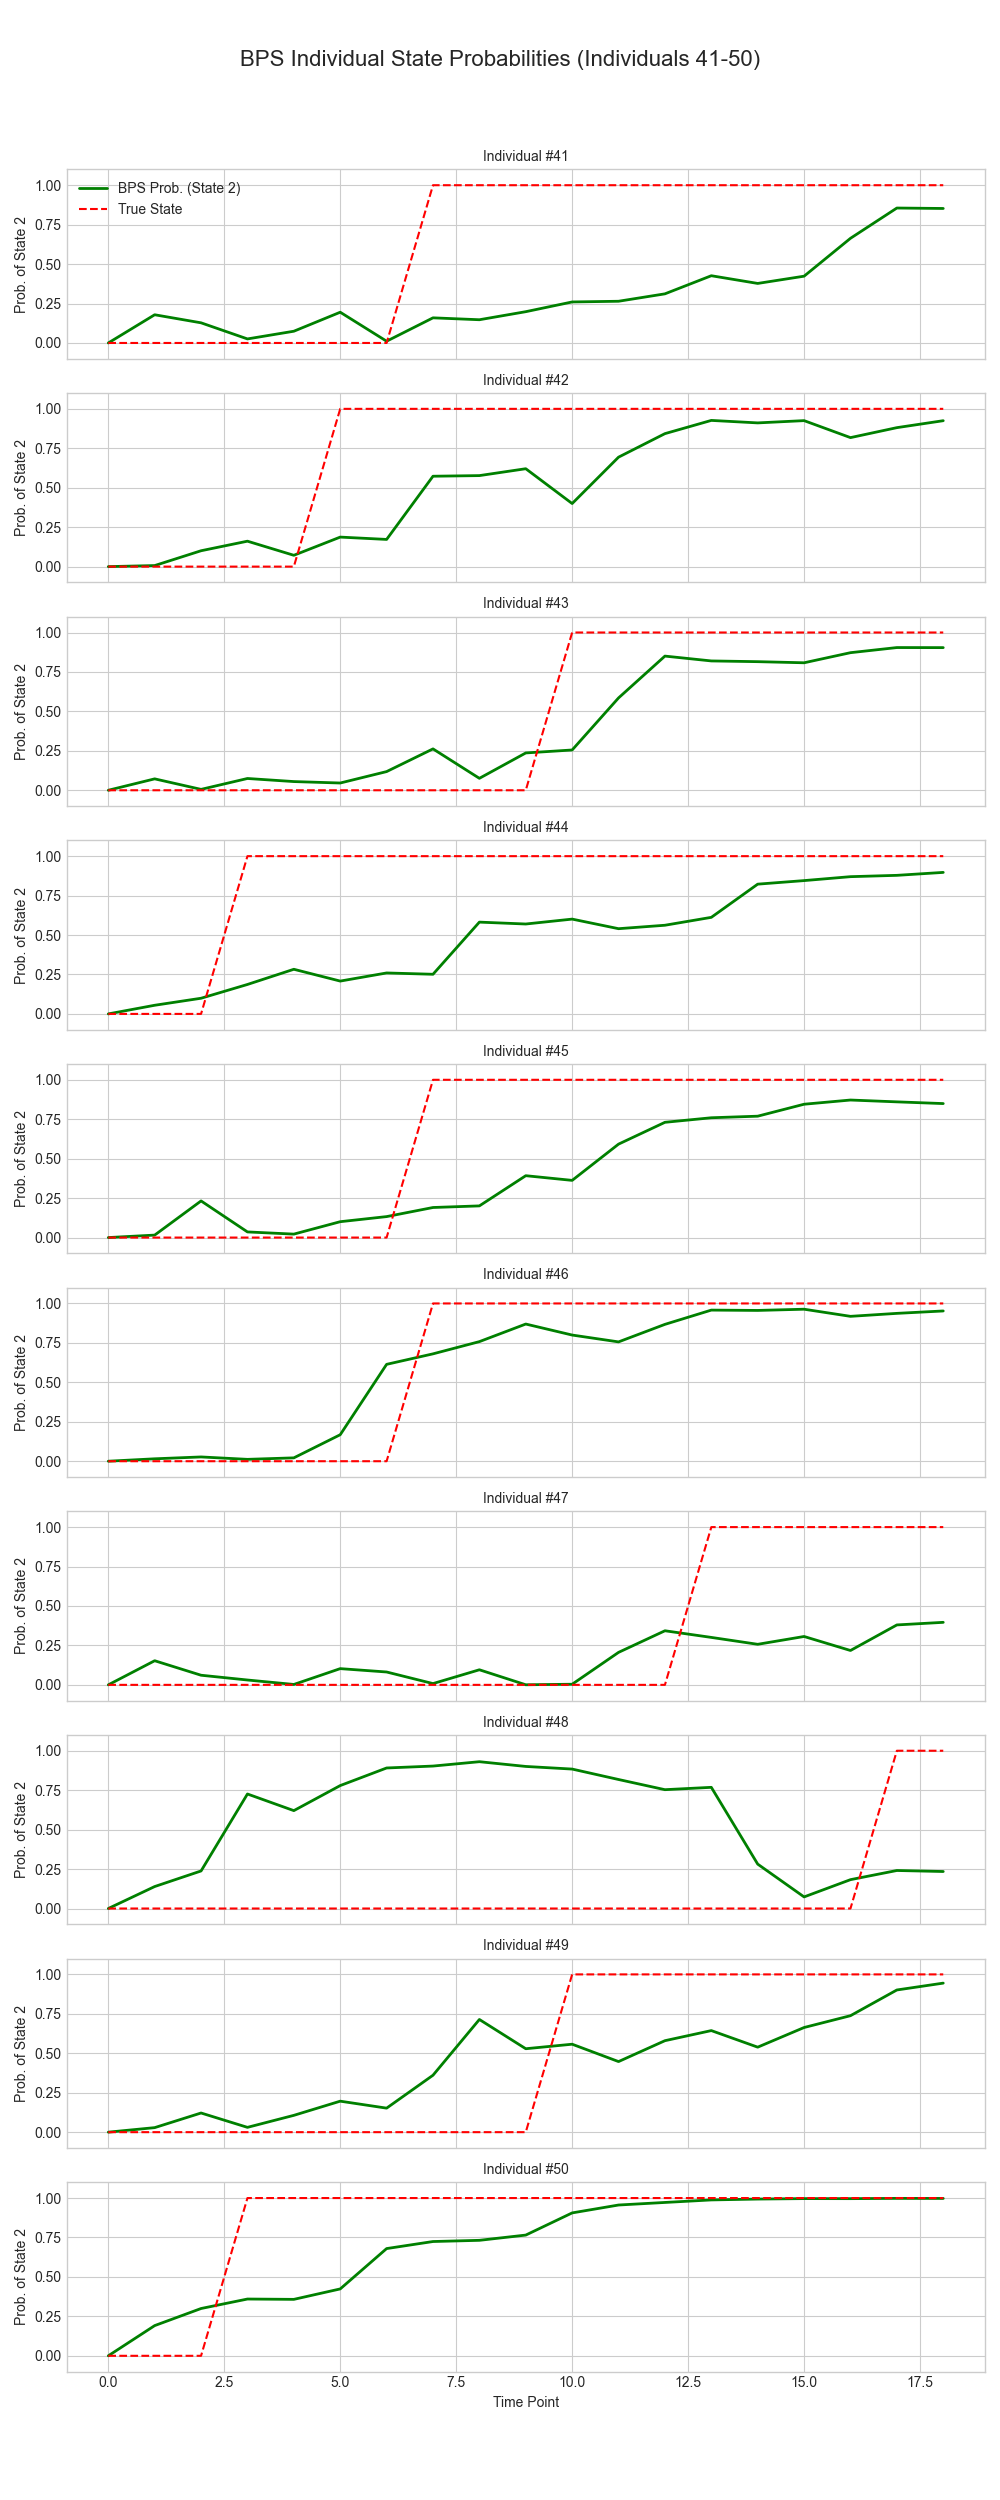 BPS Individual State Probabilities (Individuals 41-50)
Individual #41
BPS Prob. (State 2)
True State
Prob. of State 2
1.00
0.75
0.50
0.25
0.00
Individual #42
Prob. of State 2
1.00
0.75
0.50
0.25
0.00
Individual #43
Prob. of State 2
1.00
0.75
0.50
0.25
0.00
Individual #44
Prob. of State 2
1.00
0.75
0.50
0.25
0.00
Individual #45
Prob. of State 2
1.00
0.75
0.50
0.25
0.00
Individual #46
Prob. of State 2
1.00
0.75
0.50
0.25
0.00
Individual #47
Prob. of State 2
1.00
0.75
0.50
0.25
0.00
Individual #48
Prob. of State 2
1.00
0.75
0.50
0.25
0.00
Individual #49
Prob. of State 2
1.00
0.75
0.50
0.25
0.00
Individual #50
Prob. of State 2
1.00
0.75
0.50
0.25
0.00
0.0 2.5 5.0 7.5 10.0 12.5 15.0 17.5
Time Point